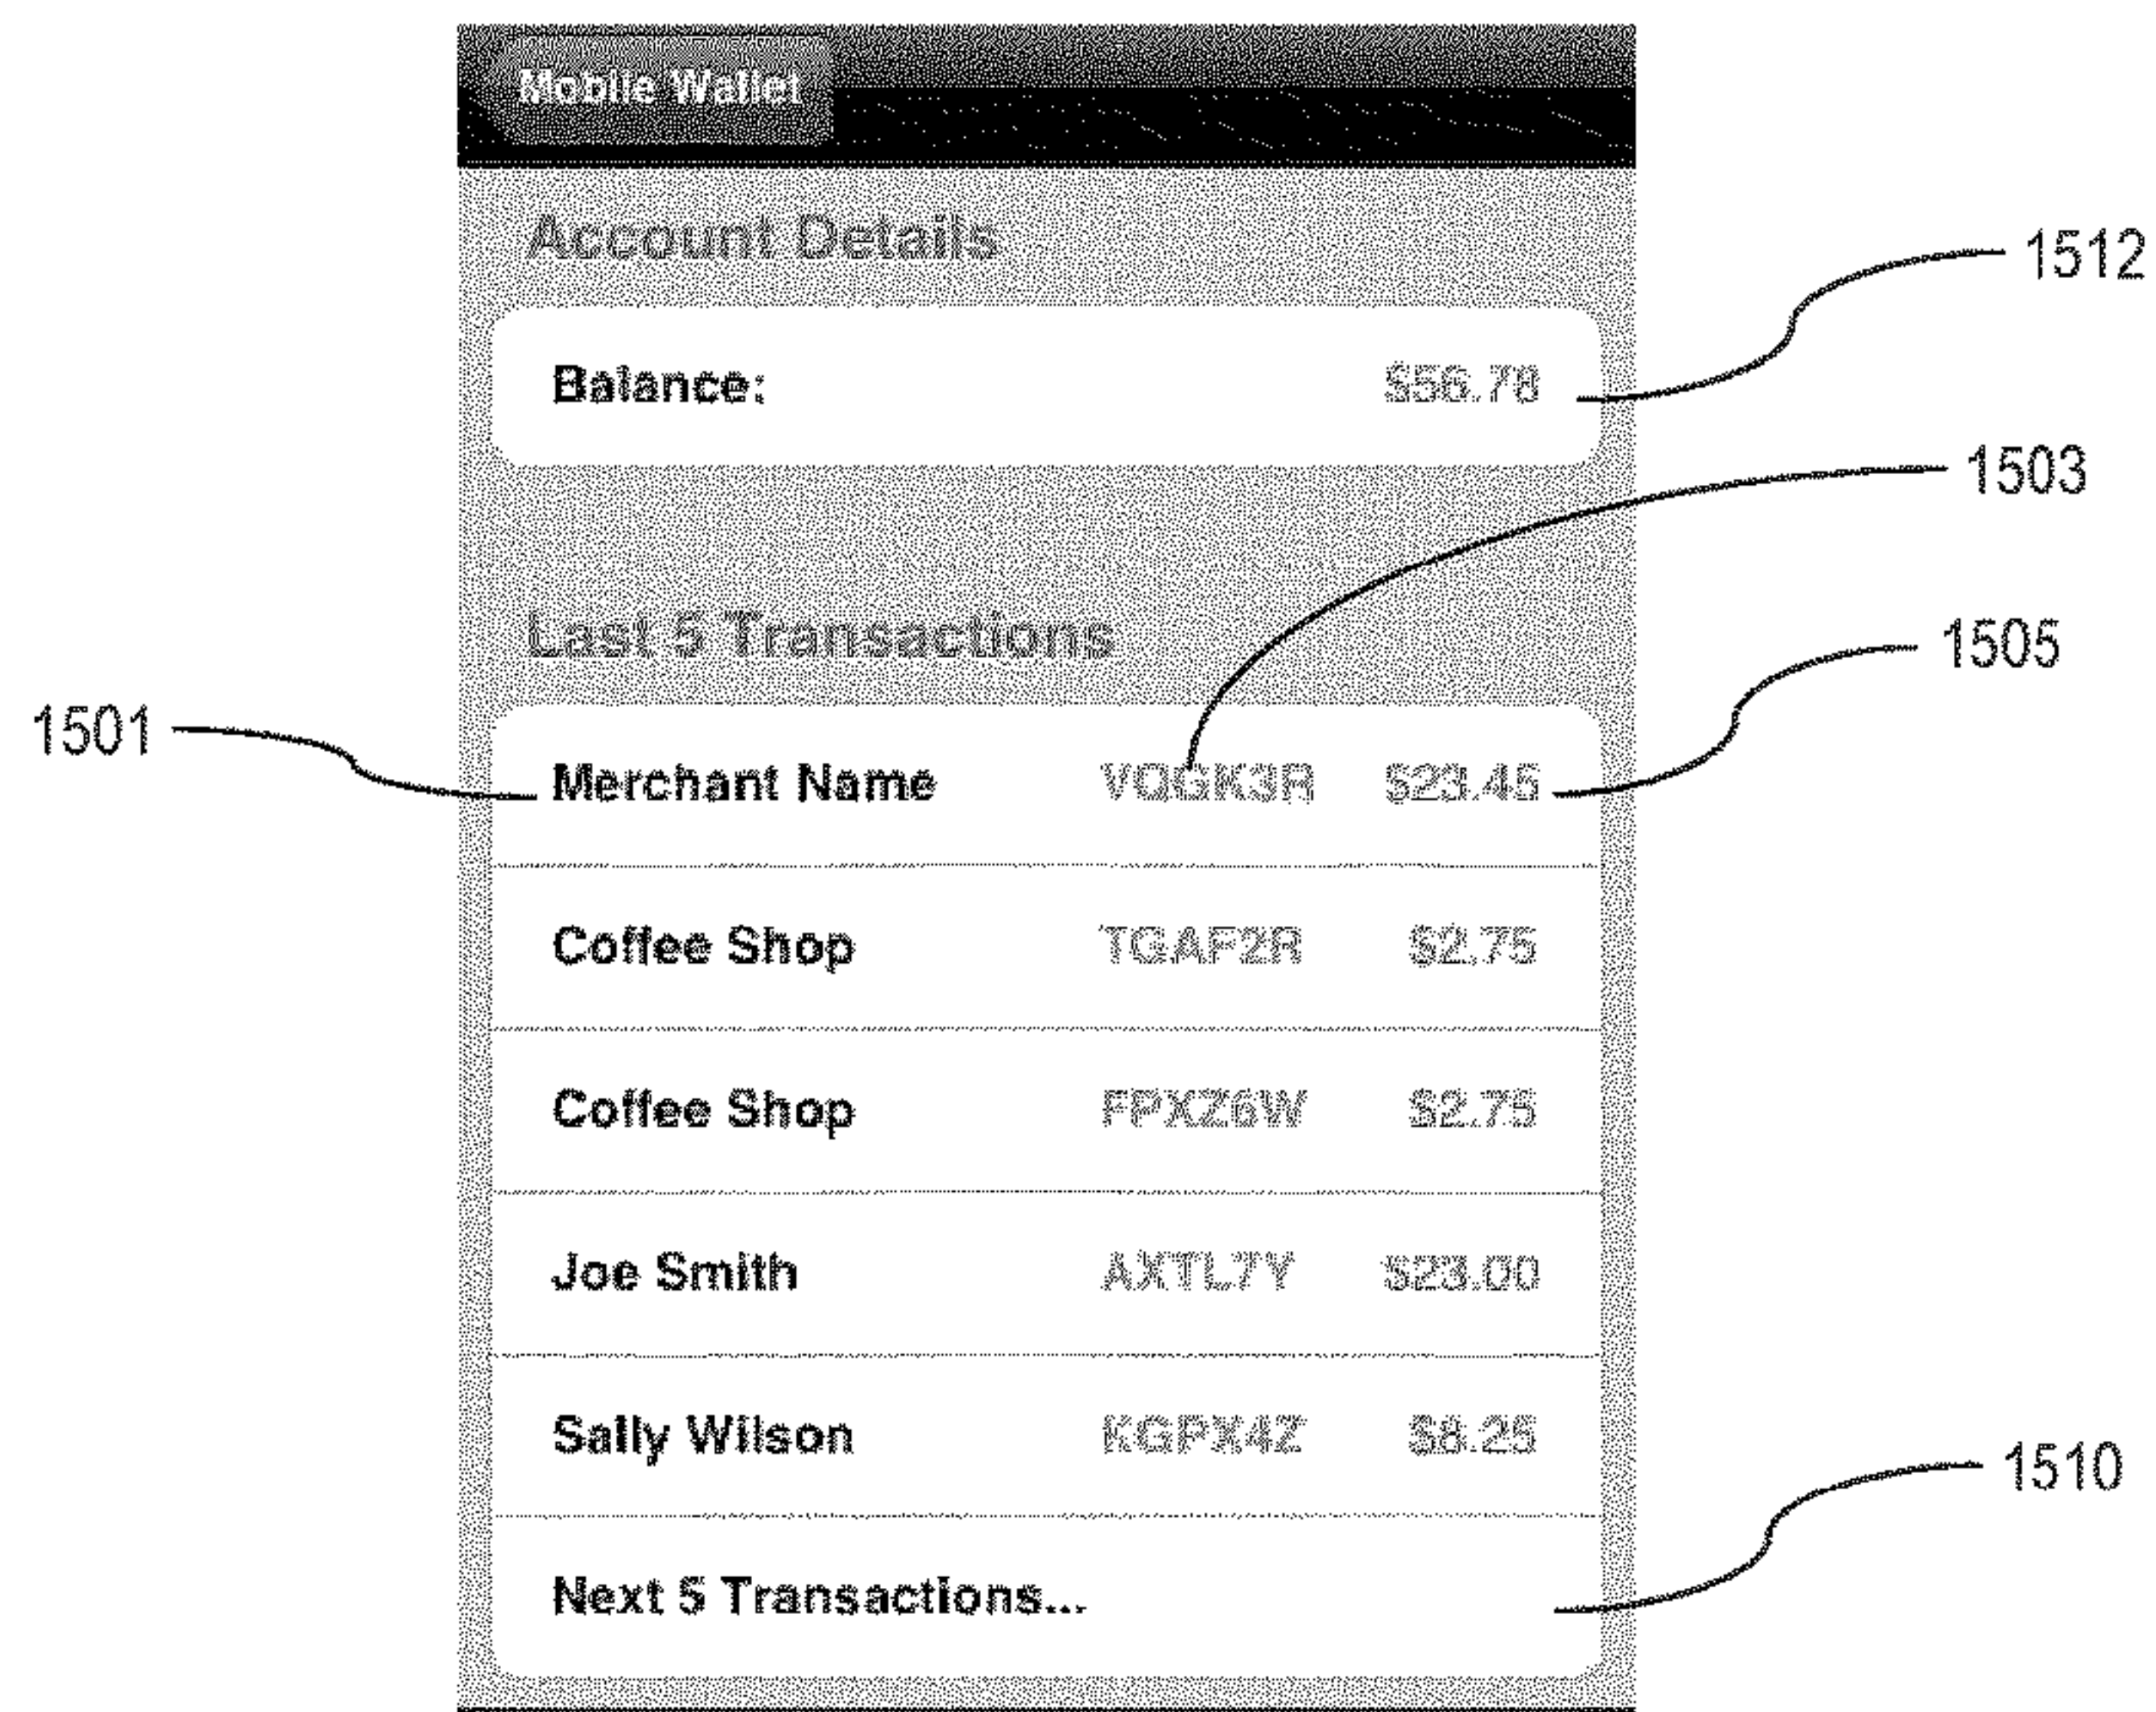 Mobile Wallet
Account Details
1512
Balance: $56.78
1503
Last 5 Transactions
1505
1501
Merchant Name VQGK3R $23.45
Coffee Shop TGAF2R $2.75
Coffee Shop FPXZ6W $2.75
Joe Smith AXTL7Y $23.00
Sally Wilson KGPX4Z $8.25
1510
Next 5 Transactions...